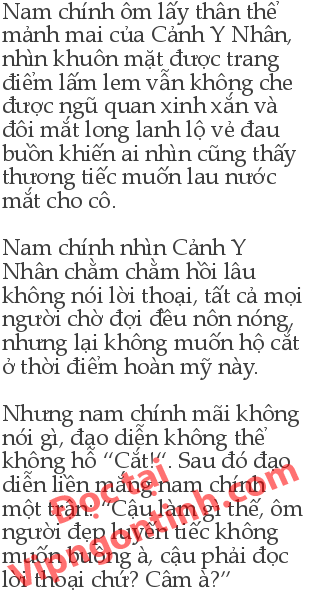 Nam chính ôm lấy thân thể
mảnh mai của Cảnh Y Nhân,
nhìn khuôn mặt được trang
điểm lấm lem vẫn không che
được ngũ quan xinh xắn và
đôi mắt long lanh lộ vẻ đau
buồn khiến ai nhìn cũng thấy
thương tiếc muốn lau nước
mắt cho cô.
Nam chính nhìn Cảnh Y
Nhân chằm chằm hồi lâu
không nói lời thoại, tất cả mọi
người chờ đợi đều nôn nóng,
nhưng lại không muốn hộ cắt
ở thời điểm hoàn mỹ này.
Nhưng nam chính mãi không
nói gì, đạo diễn không thể
không hỗ “Cắt!“. Sau đó đạo
diễn liên mắng nam chính
một trận: “Cậu làm gì thế, ôm
người đẹp luyến tiếc không
muốn buông à, cậu phải đọc
lời thoại chứ? Câm à?”
Đọc tại
Vipngontinh.com